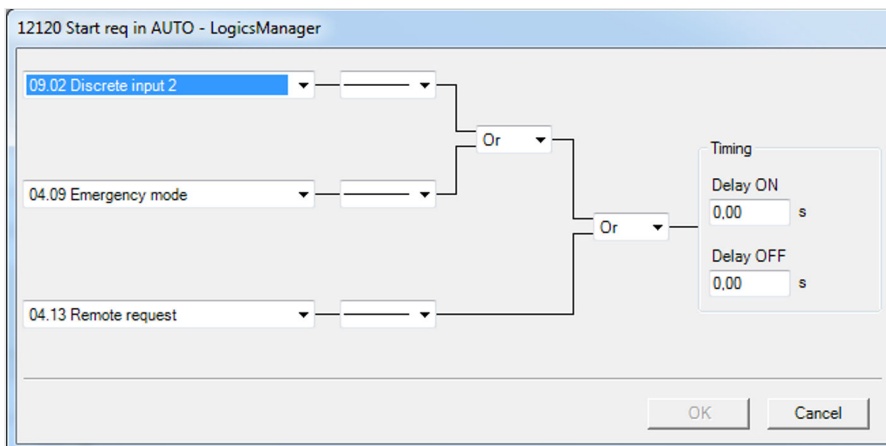 12120 Start req in AUTO - LogicsManager
09.02 Discrete input 2
Or
Timing
Delay ON
04.09 Emergency mode
0,00 s
Or
Delay OFF
0,00 s
04.13 Remote request
OK Cancel